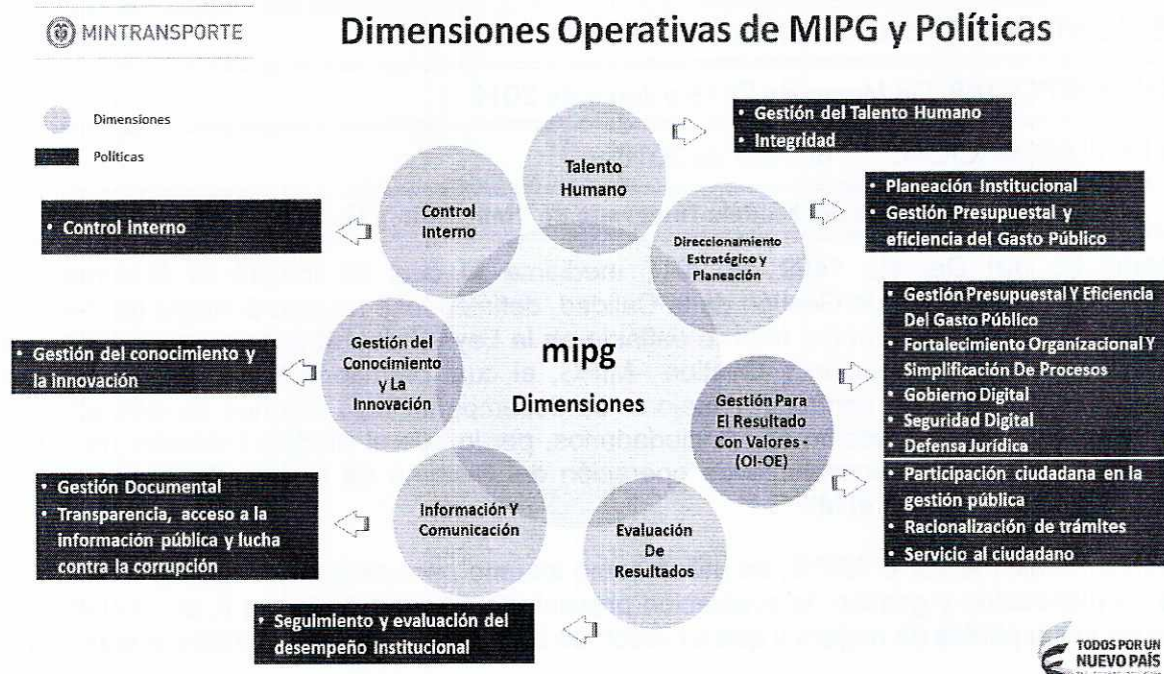 MINTRANSPORTE
Dimensiones Operativas de MIPG y Políticas
Dimensiones
Políticas
Talento
Humano
• Gestión del Talento Humano
• Integridad
Direccionamiento
Estratégico y
Planeación
• Planeación Institucional
• Gestión Presupuestal y
eficiencia del Gasto Público
Gestión Para
El Resultado
Con Valores -
(OI-OE)
• Gestión Presupuestal Y Eficiencia
Del Gasto Público
• Fortalecimiento Organizacional Y
Simplificación De Procesos
• Gobierno Digital
• Seguridad Digital
• Defensa Jurídica
• Participación ciudadana en la
gestión pública
• Racionalización de trámites
• Servicio al ciudadano
Evaluación
De
Resultados
• Seguimiento y evaluación del
desempeño Institucional
Información Y
Comunicación
• Gestión Documental
• Transparencia, acceso a la
información pública y lucha
contra la corrupción
Gestión del
Conocimiento
y La
Innovación
• Gestión del conocimiento y
la innovación
Control
Interno
• Control Interno
mipg
Dimensiones
TODOS POR UN
NUEVO PAÍS